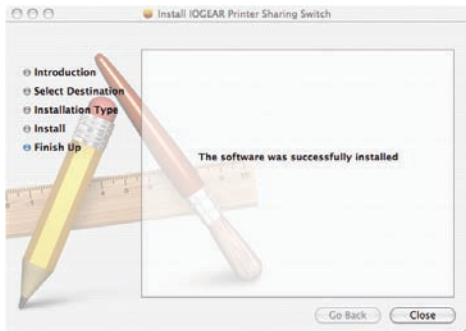 Install IOGEAR Printer Sharing Switch
Introduction
Select Destination
Installation Type
Install
Finish Up
The software was successfully installed
Go Back
Close